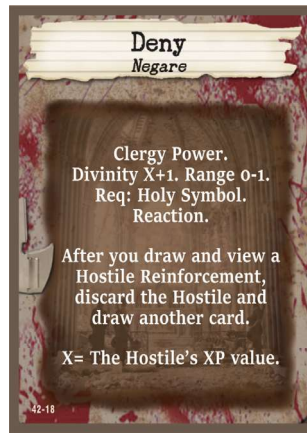 Deny
Negare
Clergy Power.
Divinity X+1. Range 0-1.
Req: Holy Symbol.
Reaction.
After you draw and view a
Hostile Reinforcement,
discard the Hostile and
draw another card.
X= The Hostile's XP value.
42-18